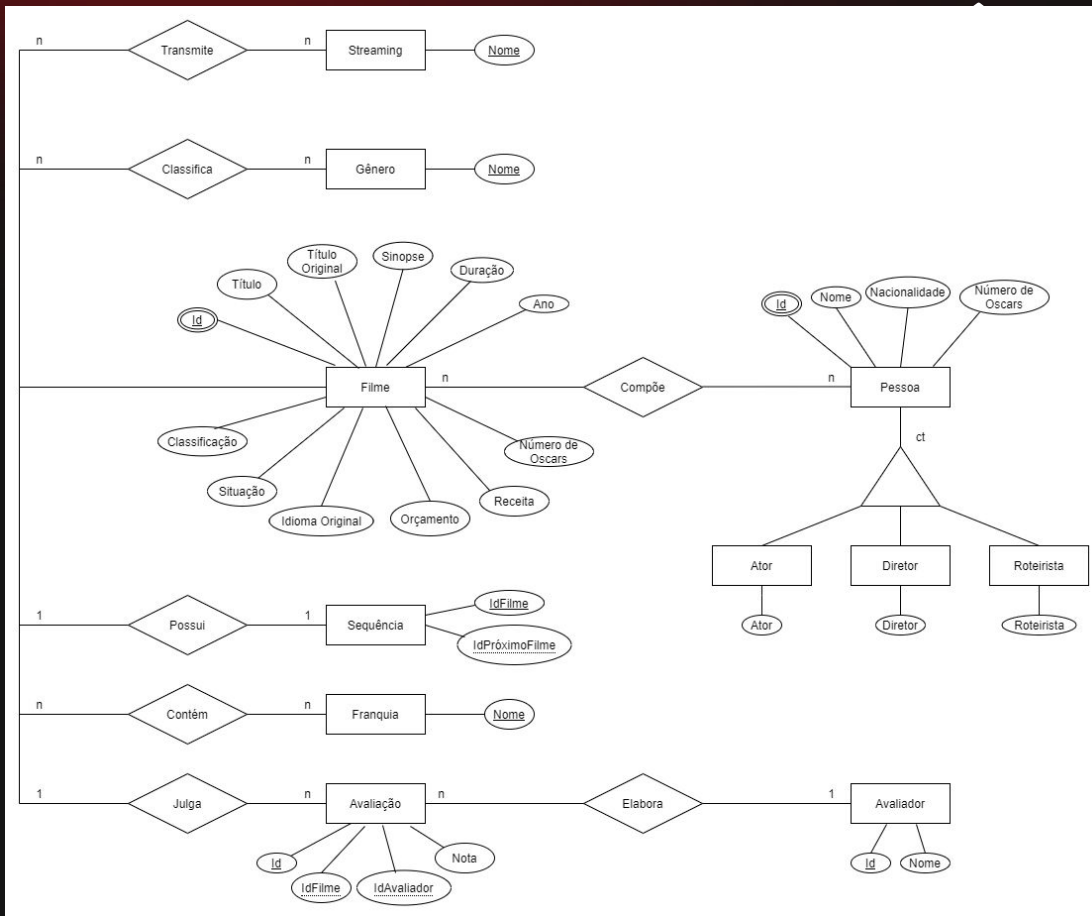 n
Transmite
n
Streaming
Nome
n
Classifica
n
Gênero
Nome
Título
Original
Sinopse
Duração
Título
Ano
Id
Id
Nome
Nacionalidade
Número de
Oscars
Filme
n
Compõe
n
Pessoa
ct
Classificação
Número de
Oscars
Situação
Receita
Idioma Original
Orçamento
Ator
Diretor
Roteirista
Ator
Diretor
Roteirista
1
Possui
1
Sequência
IdFilme
IdPróximoFilme
n
Contém
n
Franquia
Nome
1
Julga
n
Avaliação
n
Elabora
1
Avaliador
Id
IdFilme
IdAvaliador
Nota
Id
Nome